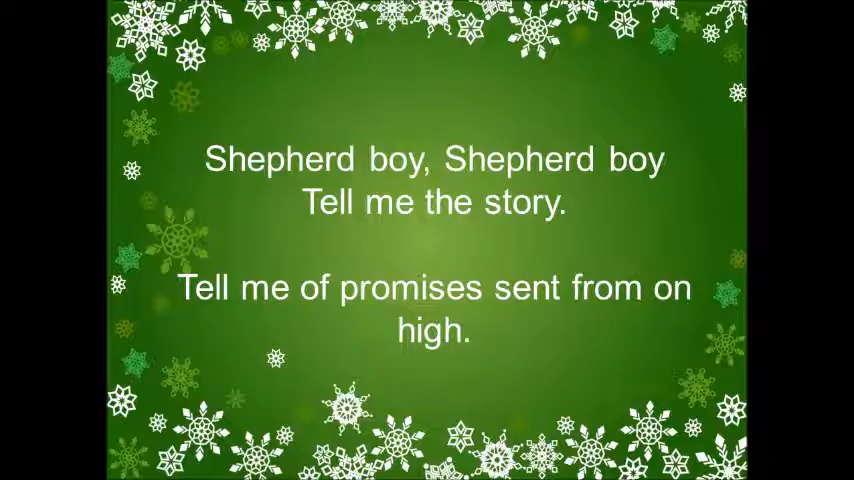 Shepherd boy, Shepherd boy
Tell me the story.
Tell me of promises sent from on
high.